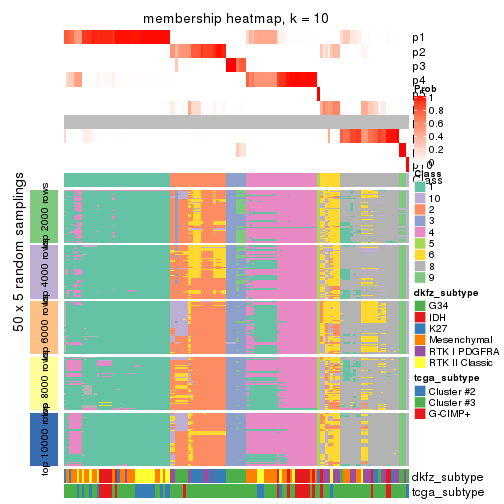 membership heatmap, k = 10
p1
p2
p3
p4
Prob
1
0.8
0.6
0.4
0.2
0
Class
Class
1
10
2
3
4
5
6
8
9
50 x 5 random samplings
top 2000 rows
top 4000 rows
top 6000 rows
top 8000 rows
top 10000 rows
dkfz_subtype
G34
IDH
K27
Mesenchymal
RTK I PDGFRA
RTK II Classic
tcga_subtype
Cluster #2
Cluster #3
G-CIMP+
dkfz_subtype
tcga_subtype